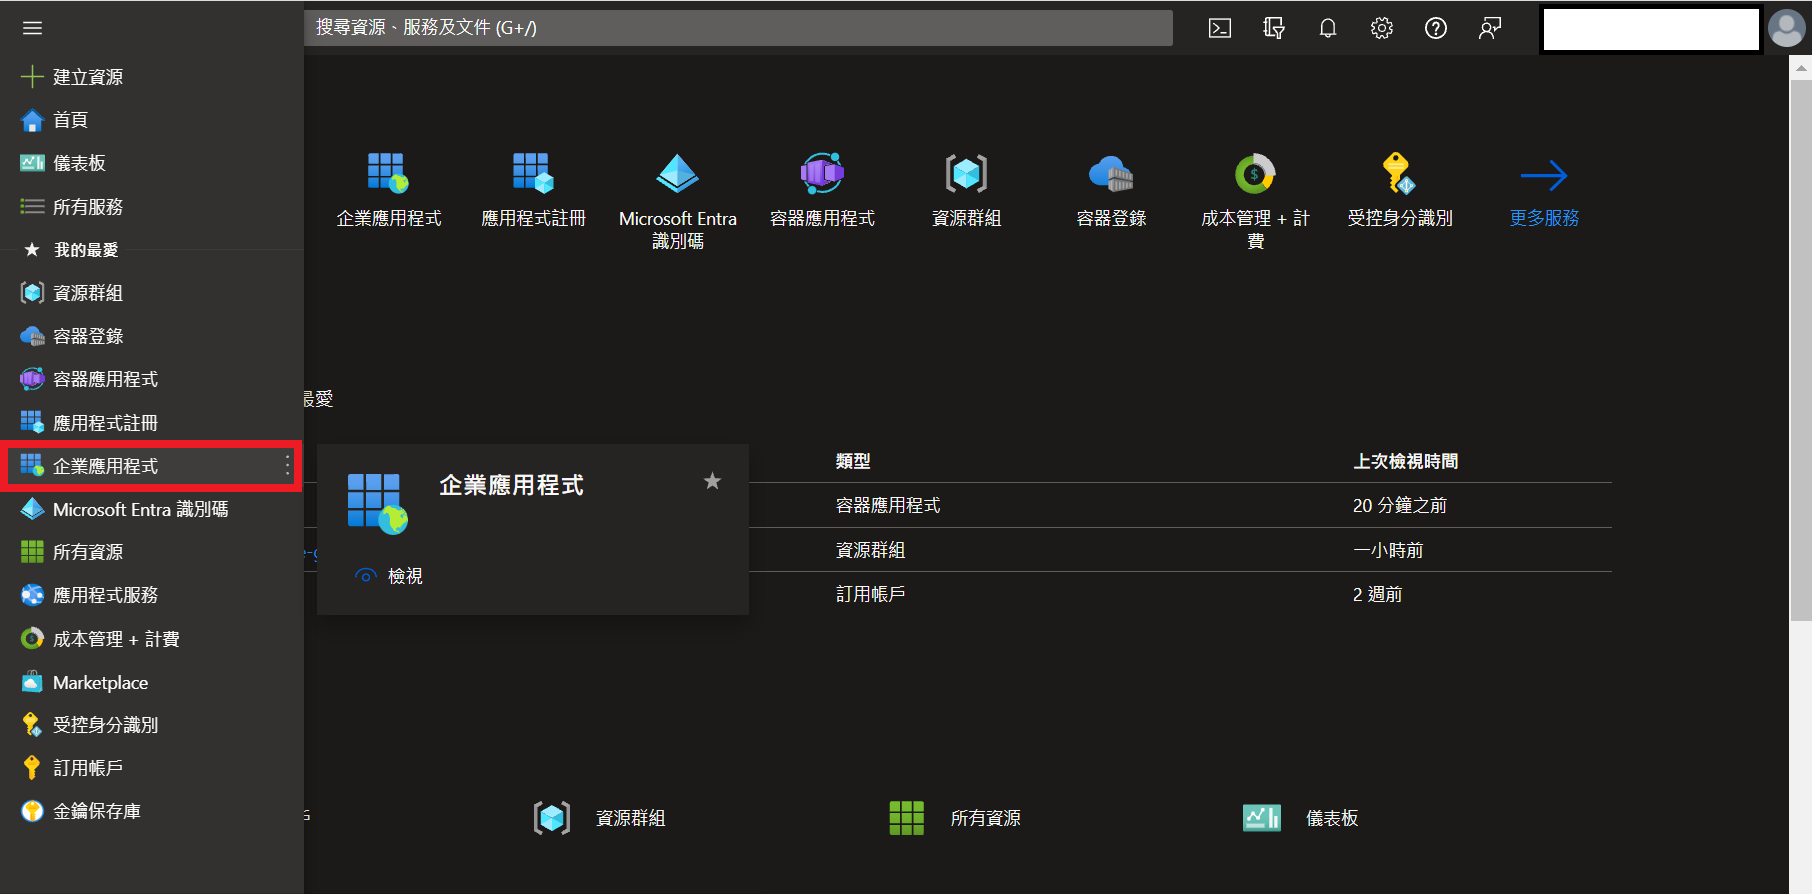 搜尋資源、服務及文件 (G+/)
建立資源
首頁
儀表板
所有服務
我的最愛
資源群組
容器登錄
容器應用程式
應用程式註冊
企業應用程式
Microsoft Entra 識別碼
所有資源
應用程式服務
成本管理 + 計費
Marketplace
受控身分識別
訂用帳戶
金鑰保存庫
企業應用程式
應用程式註冊
Microsoft Entra
識別碼
容器應用程式
資源群組
容器登錄
成本管理 + 計
費
受控身分識別
更多服務
最愛
企業應用程式
檢視
類型
上次檢視時間
容器應用程式
20 分鐘之前
e-g
資源群組
一小時前
訂用帳戶
2 週前
資源群組
所有資源
儀表板